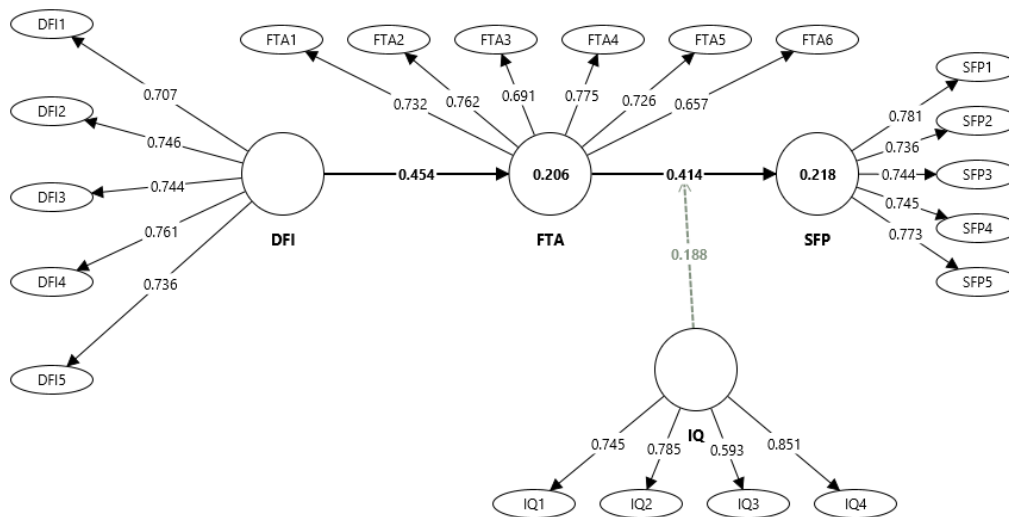 DFI1
DFI2
DFI3
DFI4
DFI5
0.707
0.746
0.744
0.761
0.736
DFI
0.454
FTA1
FTA2
FTA3
FTA4
FTA5
FTA6
0.732
0.762
0.691
0.775
0.726
0.657
0.206
FTA
0.414
0.218
SFP
0.781
0.736
0.744
0.745
0.773
SFP1
SFP2
SFP3
SFP4
SFP5
0.188
IQ
0.745
0.785
0.593
0.851
IQ1
IQ2
IQ3
IQ4